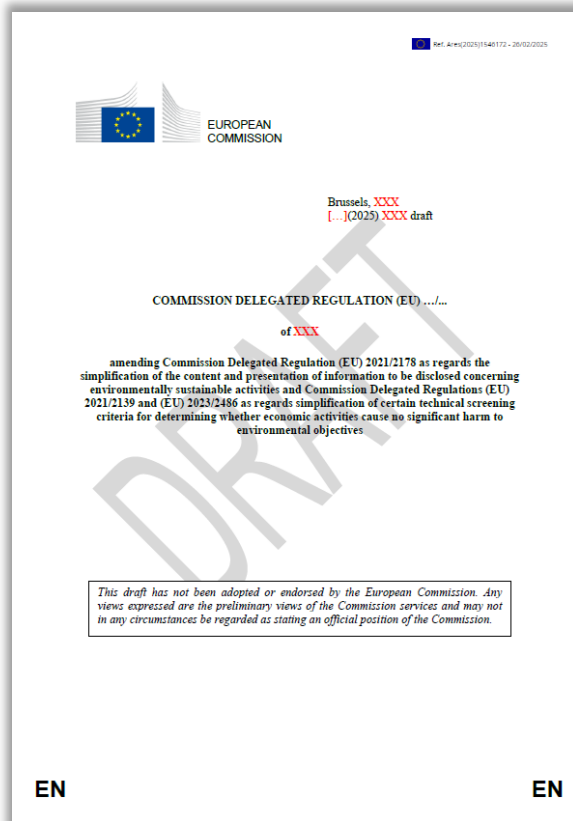 Ref. Ares(2025)1546172 - 26/02/2025
EUROPEAN
COMMISSION
Brussels, XXX
[…](2025) XXX draft
COMMISSION DELEGATED REGULATION (EU) …/...
of XXX
amending Commission Delegated Regulation (EU) 2021/2178 as regards the
simplification of the content and presentation of information to be disclosed concerning
environmentally sustainable activities and Commission Delegated Regulations (EU)
2021/2139 and (EU) 2023/2486 as regards simplification of certain technical screening
criteria for determining whether economic activities cause no significant harm to
environmental objectives
DRAFT
This draft has not been adopted or endorsed by the European Commission. Any
views expressed are the preliminary views of the Commission services and may not
in any circumstances be regarded as stating an official position of the Commission.
EN EN